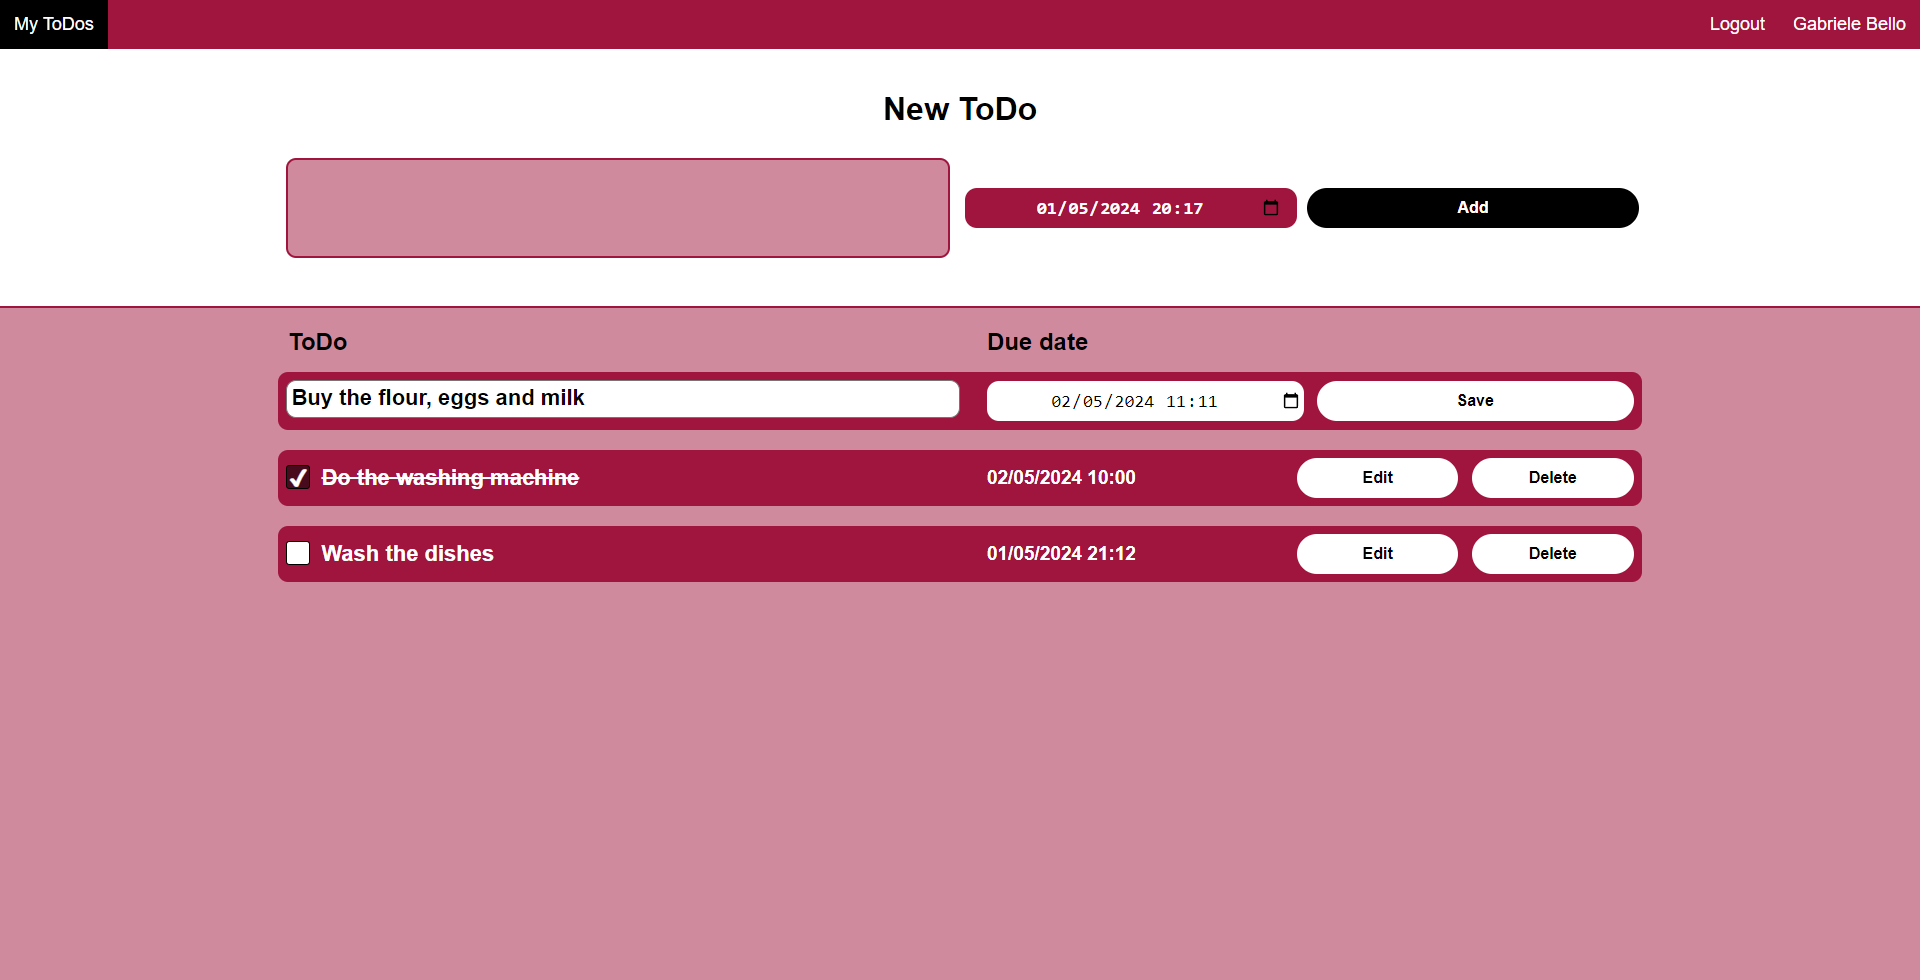 My ToDos Logout Gabriele Bello
New ToDo
01/05/2024 20:17 Add
ToDo Due date
Buy the flour, eggs and milk 02/05/2024 11:11 Save
Do the washing machine 02/05/2024 10:00 Edit Delete
Wash the dishes 01/05/2024 21:12 Edit Delete